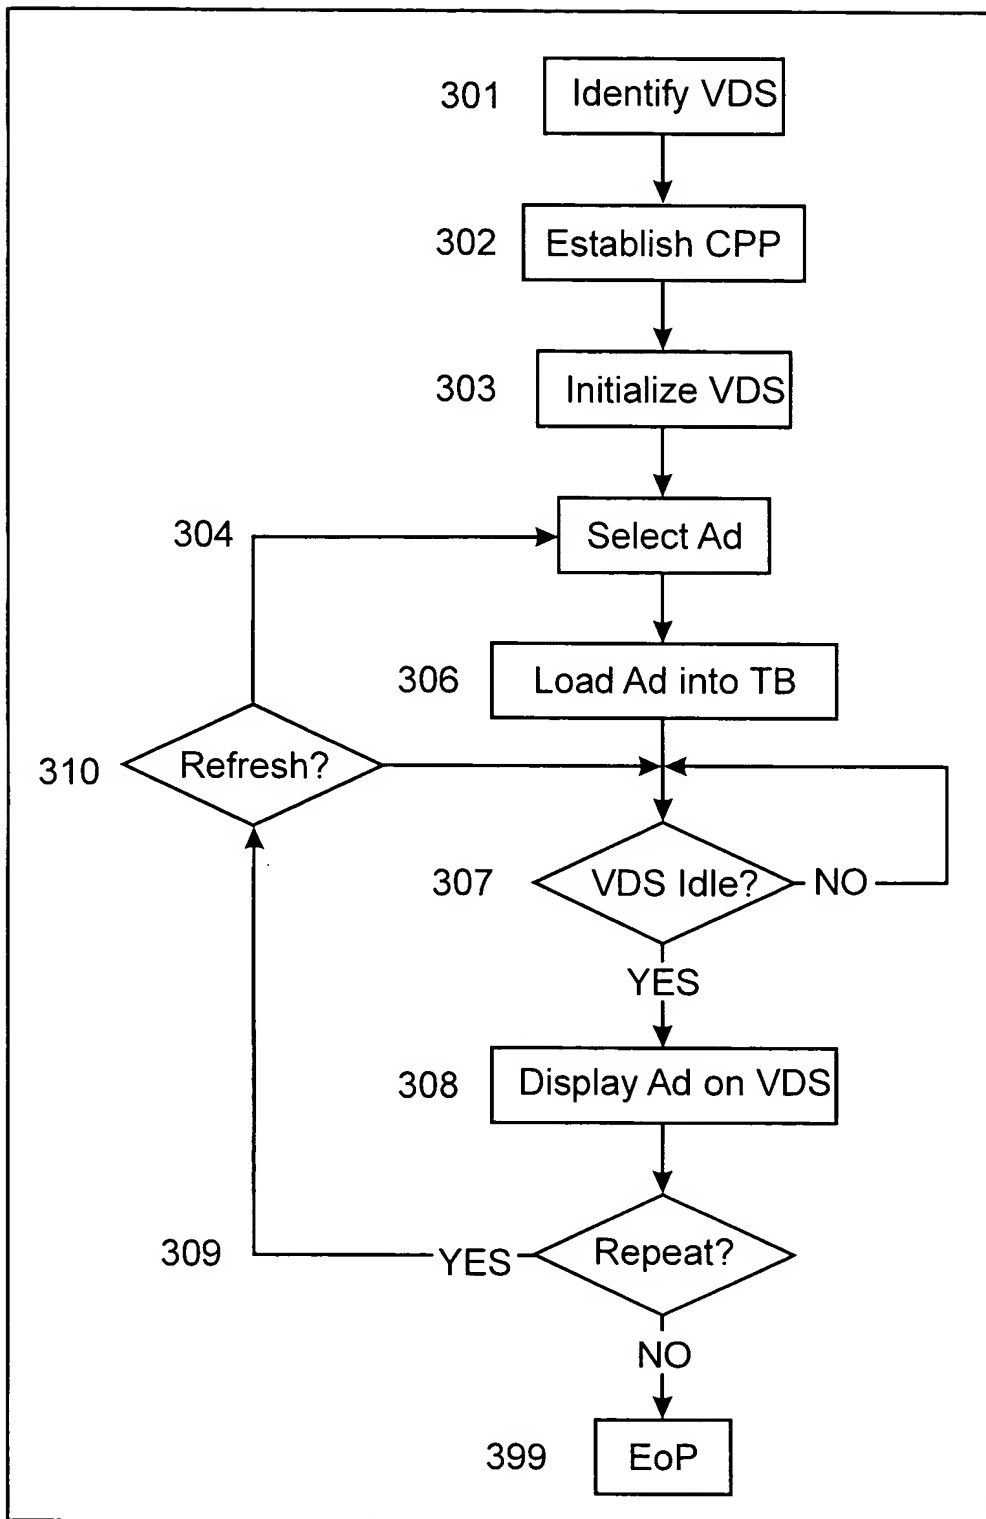 301 Identify VDS
302 Establish CPP
303 Initialize VDS
304 Select Ad
306 Load Ad into TB
310 Refresh?
307 VDS Idle? NO
YES
308 Display Ad on VDS
309 YES Repeat?
NO
399 EoP